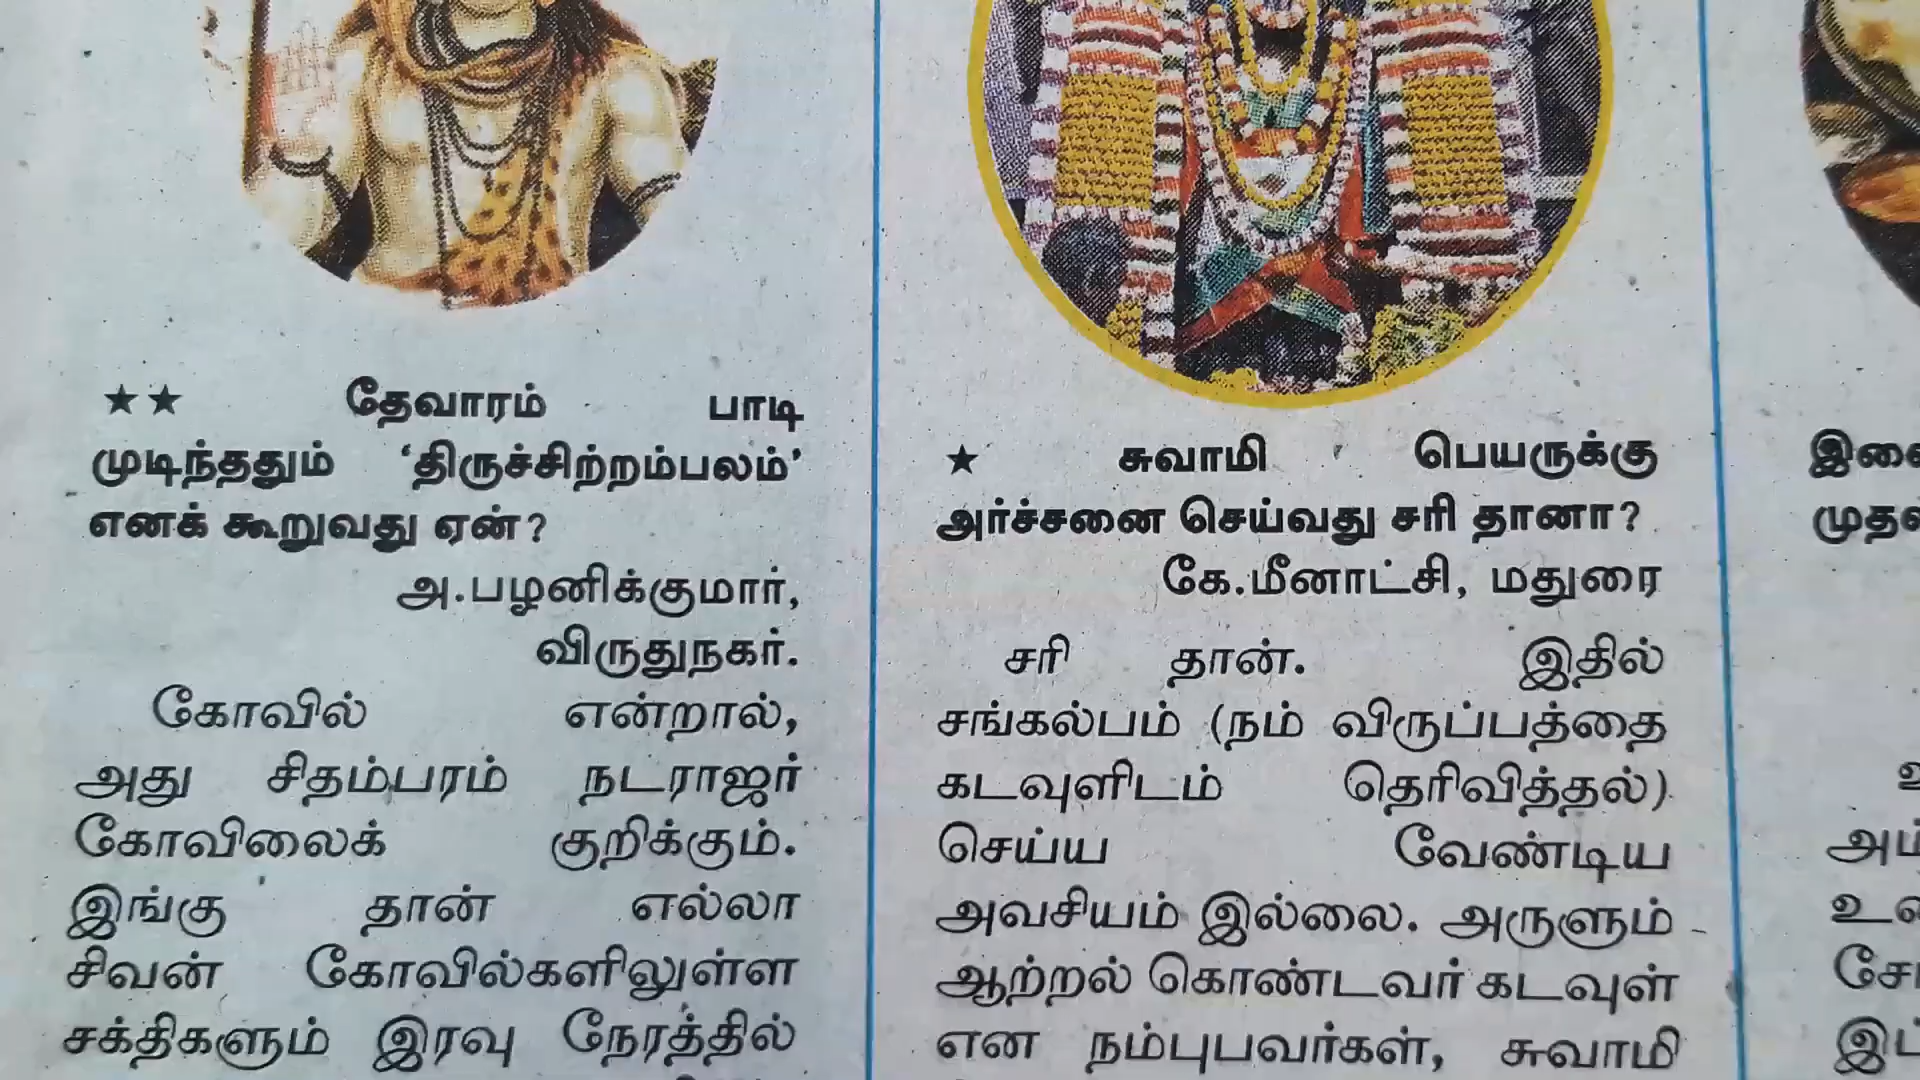 ★★ தேவாரம் பாடி
முடிந்ததும் ‘திருச்சிற்றம்பலம்’
எனக் கூறுவது ஏன்?
அ.பழனிக்குமார்,
விருதுநகர்.
கோவில் என்றால்,
அது சிதம்பரம் நடராஜர்
கோவிலைக் குறிக்கும்.
இங்கு தான் எல்லா
சிவன் கோவில்களிலுள்ள
சக்திகளும் இரவு நேரத்தில்
★ சுவாமி பெயருக்கு
அர்ச்சனை செய்வது சரி தானா?
கே.மீனாட்சி, மதுரை
சரி தான். இதில்
சங்கல்பம் (நம் விருப்பத்தை
கடவுளிடம் தெரிவித்தல்)
செய்ய வேண்டிய
அவசியம் இல்லை. அருளும்
ஆற்றல் கொண்டவர் கடவுள்
என நம்புபவர்கள், சுவாமி